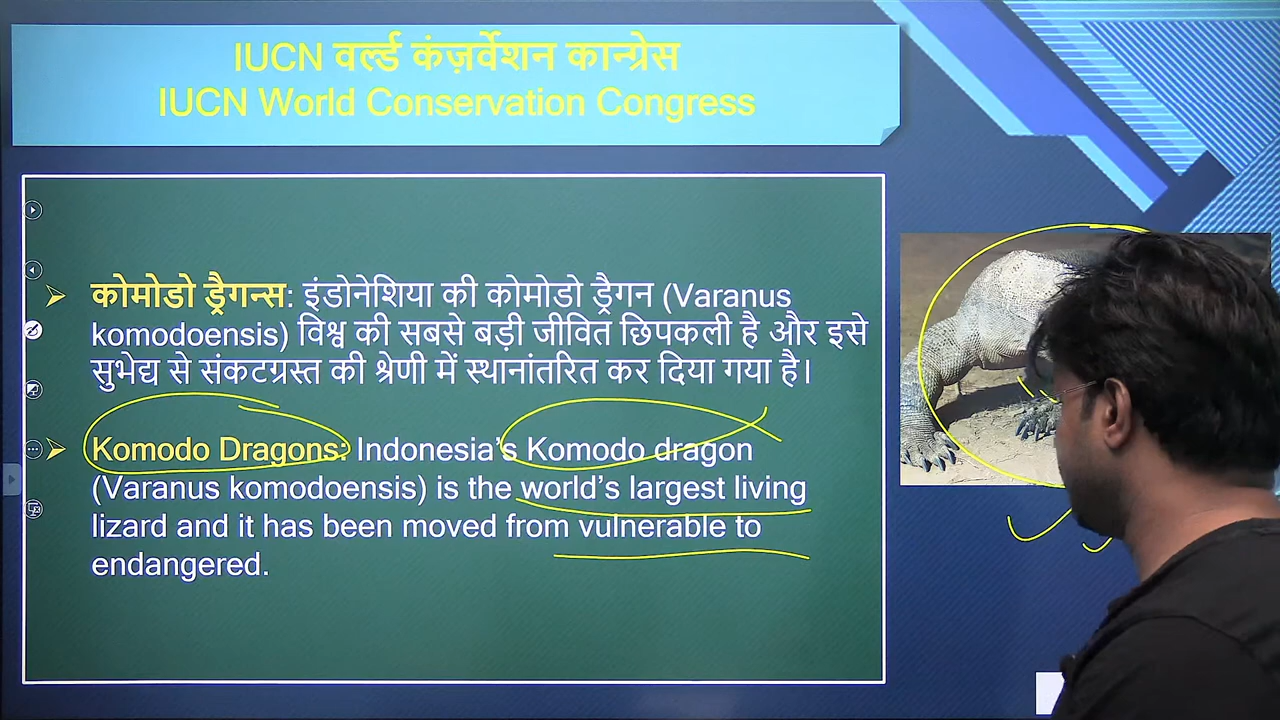 IUCN वर्ल्ड कंज़र्वेशन कान्ग्रेस
IUCN World Conservation Congress
कोमोडो ड्रैगन्स: इंडोनेशिया की कोमोडो ड्रैगन (Varanus
komodoensis) विश्व की सबसे बड़ी जीवित छिपकली है और इसे
सुभेद्य से संकटग्रस्त की श्रेणी में स्थानांतरित कर दिया गया है।
Komodo Dragons: Indonesia’s Komodo dragon
(Varanus komodoensis) is the world’s largest living
lizard and it has been moved from vulnerable to
endangered.